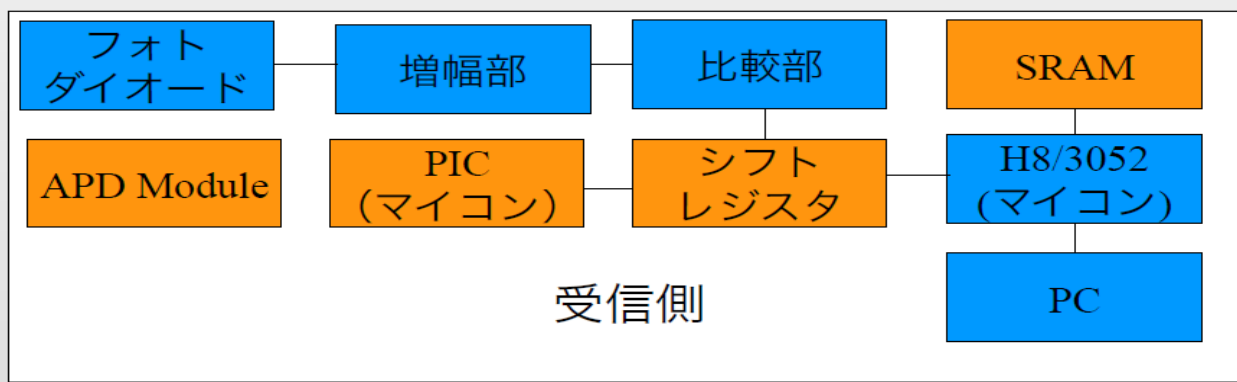 フォト
ダイオード
増幅部
比較部
SRAM
APD Module
PIC
（マイコン）
シフト
レジスタ
H8/3052
(マイコン)
受信側
PC